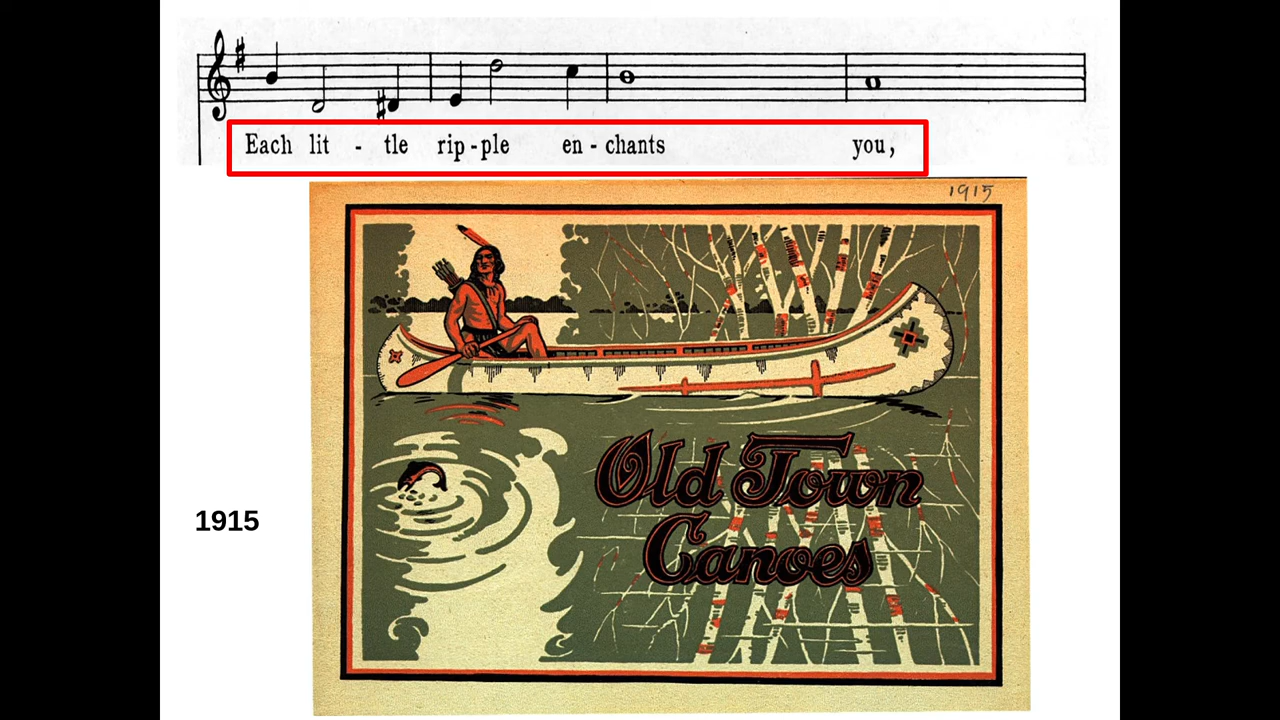 Each lit - tle rip - ple en - chants you,
1915
Old Town
Canoes
1915